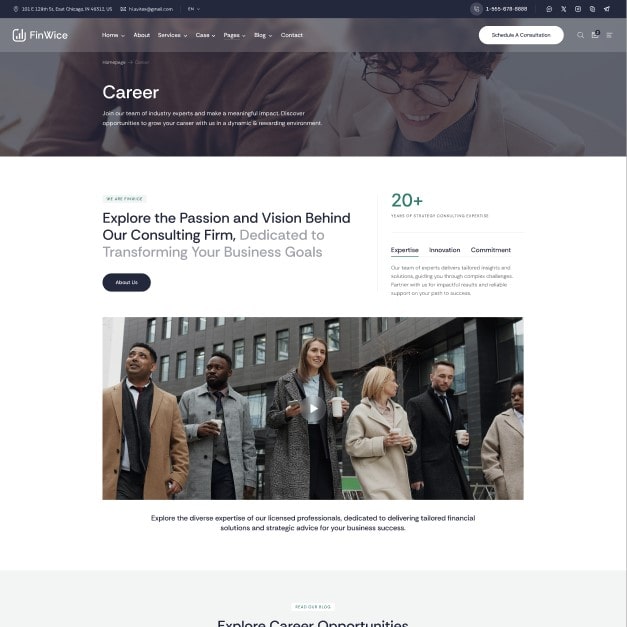 101 E 129th St, East Chicago, IN 46312, US
hi.avitex@gmail.com
EN
1-866-678-8888
FinWice
Home
About
Services
Case
Pages
Blog
Contact
Schedule A Consultation
0
Homepage
Career
Career
Join our team of industry experts and make a meaningful impact. Discover
opportunities to grow your career with us in a dynamic & rewarding environment.
WE ARE FINWICE
Explore the Passion and Vision Behind
Our Consulting Firm, Dedicated to
Transforming Your Business Goals
About Us
20+
YEARS OF STRATEGY CONSULTING EXPERTISE
Expertise
Innovation
Commitment
Our team of experts delivers tailored insights and
solutions, guiding you through complex challenges.
Partner with us for impactful results and reliable
support on your path to success.
Explore the diverse expertise of our licensed professionals, dedicated to delivering tailored financial
solutions and strategic advice for your business success.
READ OUR BLOG
Explore Career Opportunities